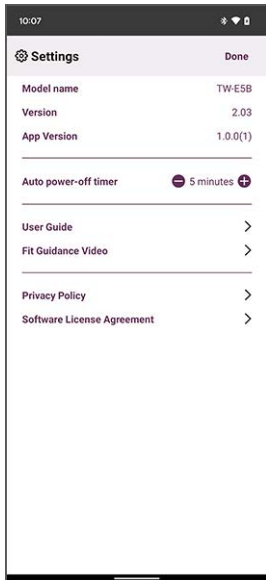 10:07
Settings Done
Model name TW-E5B
Version 2.03
App Version 1.0.0(1)
Auto power-off timer 5 minutes
User Guide
Fit Guidance Video
Privacy Policy
Software License Agreement